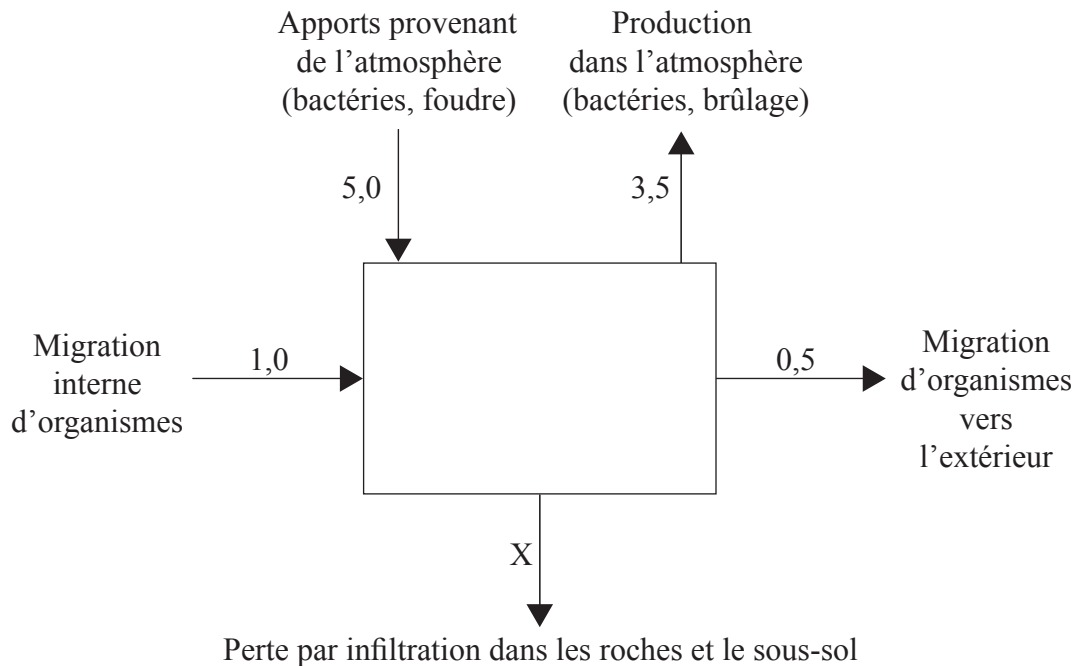 Apports provenant
de l'atmosphère
(bactéries, foudre)
Production
dans l'atmosphère
(bactéries, brûlage)
5,0
3,5
Migration
interne
d'organismes
1,0
0,5
Migration
d'organismes
vers
l'extérieur
X
Perte par infiltration dans les roches et le sous-sol